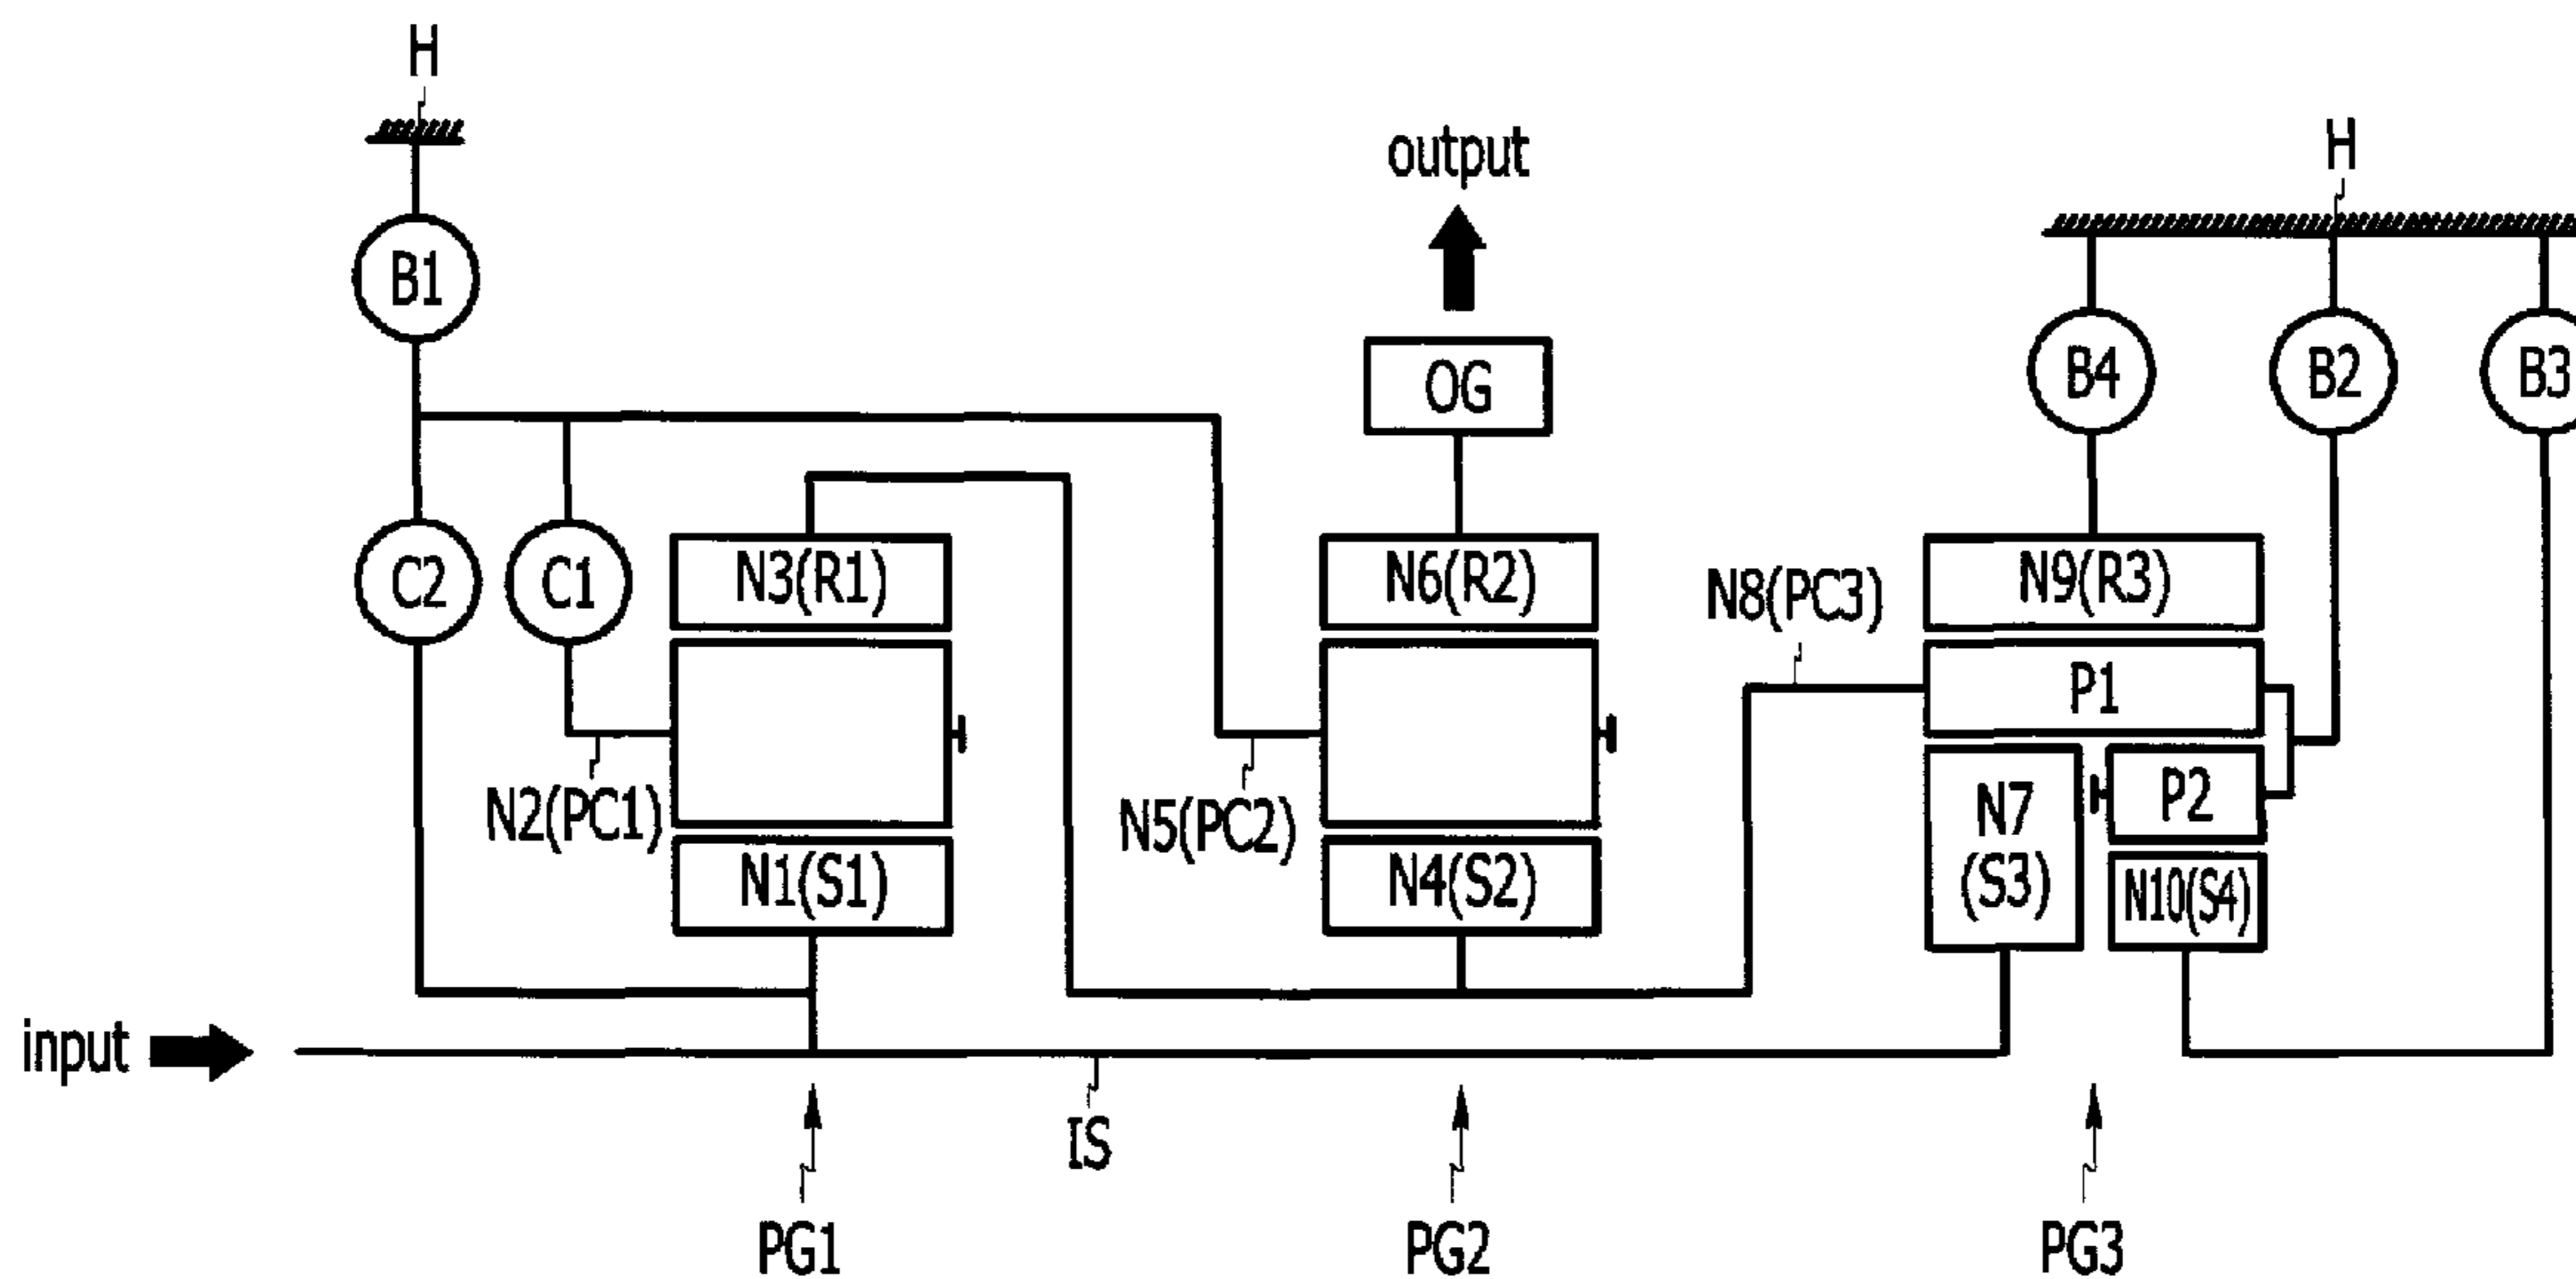 H
output
H
B1
OG
B4
B2
B3
C2
C1
N3(R1)
N6(R2)
N8(PC3)
N9(R3)
P1
N2(PC1)
N5(PC2)
N7
(S3)
P2
N1(S1)
N4(S2)
N10(S4)
input
IS
PG1
PG2
PG3